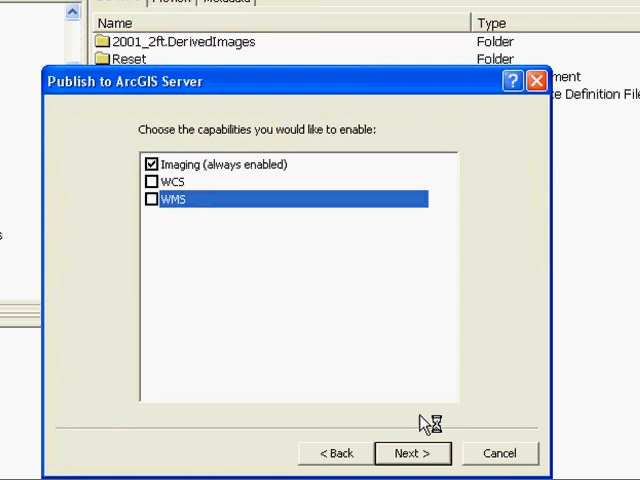 Metadata
Name Type
2001_2ft.DerivedImages Folder
Reset Folder
Publish to ArcGIS Server
Choose the capabilities you would like to enable:
Imaging (always enabled)
WCS
WMS
< Back Next > Cancel